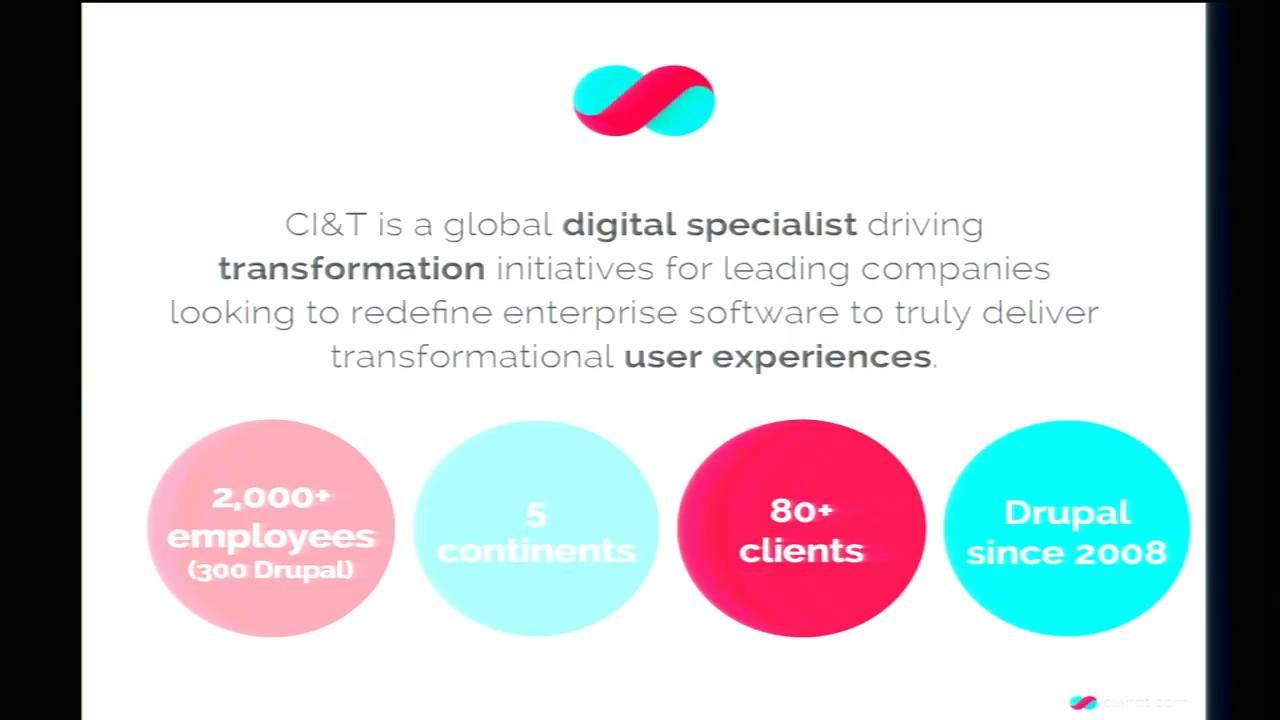 CI&T is a global digital specialist driving
transformation initiatives for leading companies
looking to redefine enterprise software to truly deliver
transformational user experiences.
2,000+
employees
(300 Drupal)
5
continents
80+
clients
Drupal
since 2008